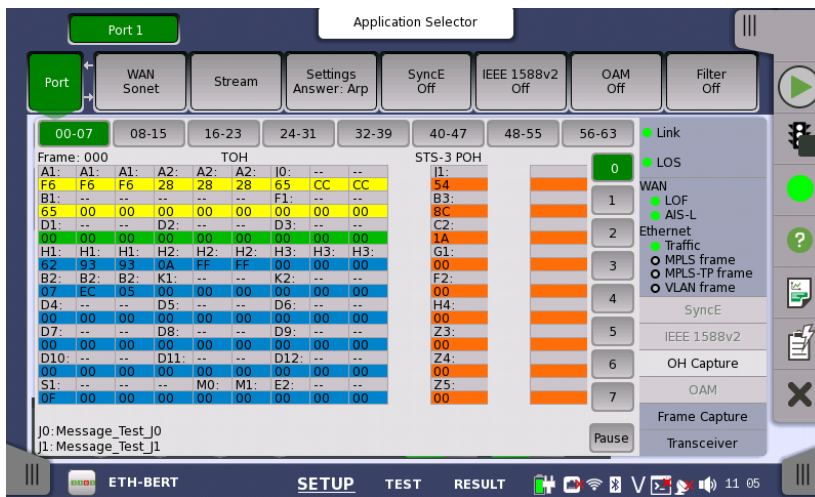 Port 1
Application Selector
Port
WAN
Sonet
Stream
Settings
Answer: Arp
SyncE
Off
IEEE 1588v2
Off
OAM
Off
Filter
Off
00-07 08-15 16-23 24-31 32-39 40-47 48-55 56-63
Frame: 000 TOH STS-3 POH
A1: A1: A1: A2: A2: A2: J0: -- -- J1:
F6 F6 F6 28 28 28 65 CC CC 54
B1: -- -- -- -- -- F1: -- -- B3:
65 00 00 00 00 00 00 00 00 8C
D1: -- -- D2: -- -- D3: -- -- C2:
00 00 00 00 00 00 00 00 00 1A
H1: H1: H1: H2: H2: H2: H3: H3: H3: G1:
62 93 93 0A FF FF 00 00 00 00
B2: B2: B2: K1: -- -- K2: -- -- F2:
07 EC 05 00 00 00 00 00 00 00
D4: -- -- D5: -- -- D6: -- -- H4:
00 00 00 00 00 00 00 00 00 00
D7: -- -- D8: -- -- D9: -- -- Z3:
00 00 00 00 00 00 00 00 00 00
D10: -- -- D11: -- -- D12: -- -- Z4:
00 00 00 00 00 00 00 00 00 00
S1: -- -- -- M0: M1: E2: -- -- Z5:
0F 00 00 00 00 00 00 00 00 00
J0: Message_Test_J0
J1: Message_Test_J1
0
1
2
3
4
5
6
7
Pause
Link
LOS
WAN
LOF
AIS-L
Ethernet
Traffic
MPLS frame
MPLS-TP frame
VLAN frame
SyncE
IEEE 1588v2
OH Capture
OAM
Frame Capture
Transceiver
ETH-BERT SETUP TEST RESULT 11 05